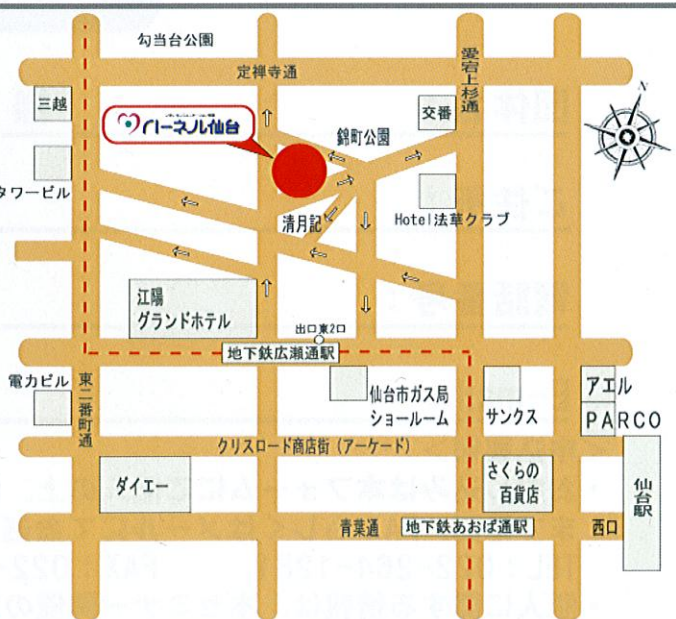 勾当台公園
定禅寺通
愛宕上杉通
三越
ハーネル仙台
交番
錦町公園
N
タワービル
清月記
Hotel法華クラブ
江陽
グランドホテル
出口東2口
地下鉄広瀬通駅
電力ビル
東二番町通
仙台市ガス局
ショールーム
サンクス
アエル
PARCO
クリスロード商店街(アーケード)
ダイエー
さくらの
百貨店
仙台駅
青葉通
地下鉄あおば通駅
西口